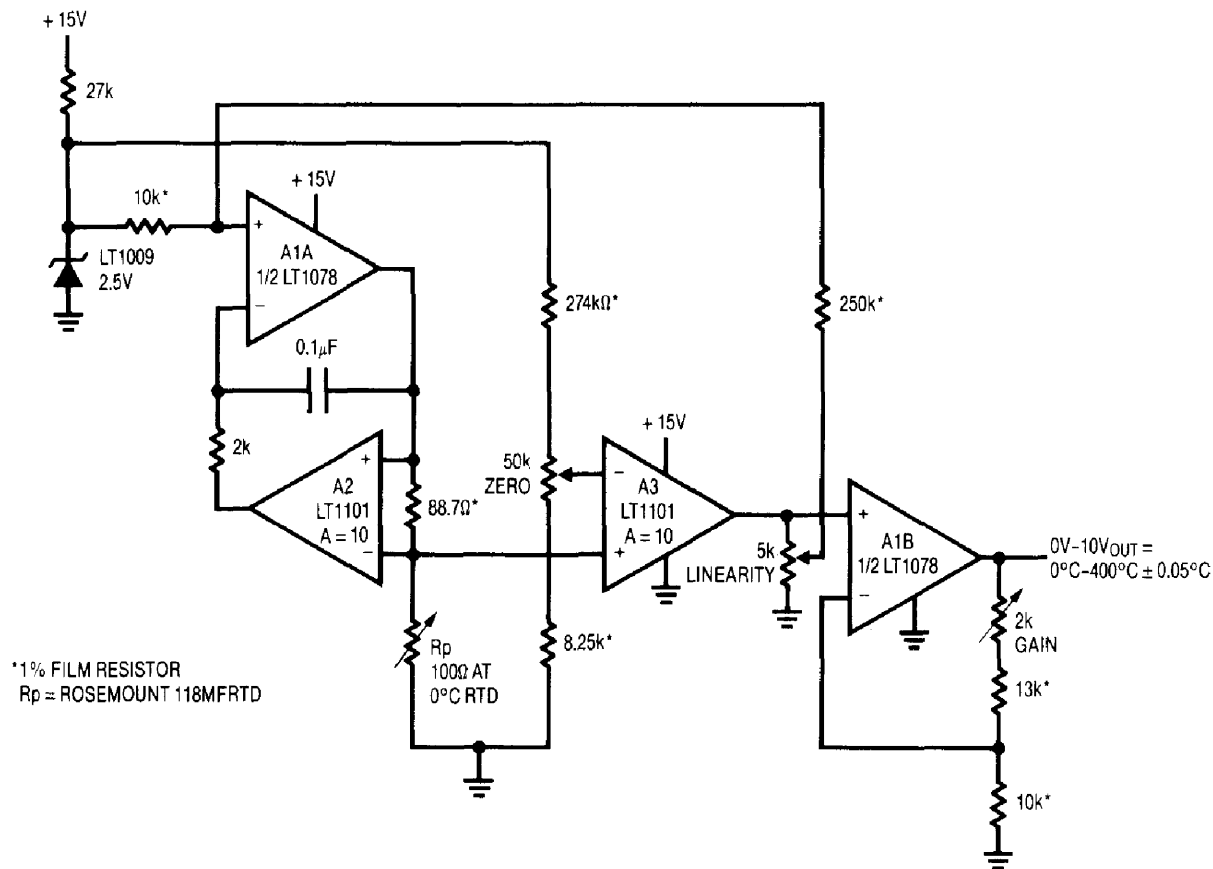 + 15V
27k
10k*
+ 15V
+
A1A
1/2 LT1078
−
LT1009
2.5V
274kΩ*
250k*
0.1µF
2k
+
A2
LT1101
A = 10
−
88.7Ω*
50k
ZERO
+ 15V
−
A3
LT1101
A = 10
+
5k
LINEARITY
+
A1B
1/2 LT1078
−
0V–10VOUT =
0°C–400°C ± 0.05°C
2k
GAIN
13k*
10k*
Rp
100Ω AT
0°C RTD
8.25k*
*1% FILM RESISTOR
Rp = ROSEMOUNT 118MFRTD